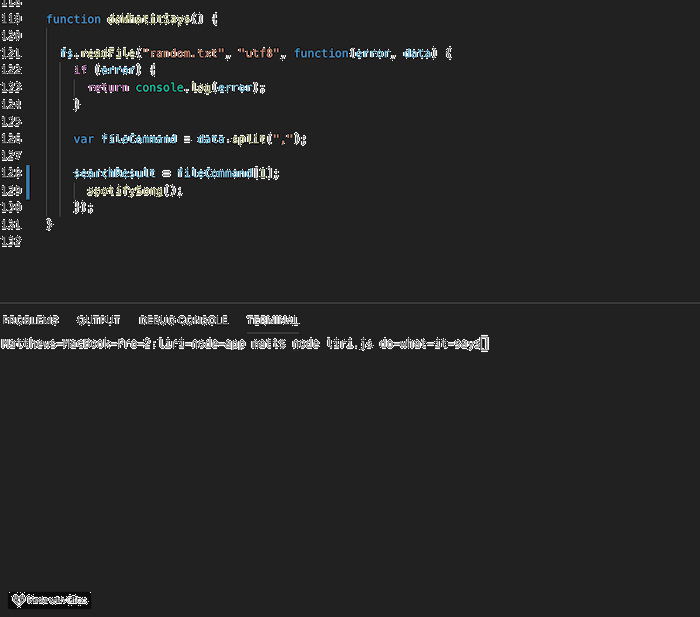 118
119 function doWhatItSays() {
120
121 fs.readFile("random.txt", "utf8", function(error, data) {
122 if (error) {
123 return console.log(error);
124 }
125
126 var fileCommand = data.split(",");
127
128 searchResult = fileCommand[1];
129 spotifySong();
130 });
131 }
132
PROBLEMS OUTPUT DEBUG CONSOLE TERMINAL
Matthews-MacBook-Pro-2:liri-node-app matt$ node liri.js do-what-it-says